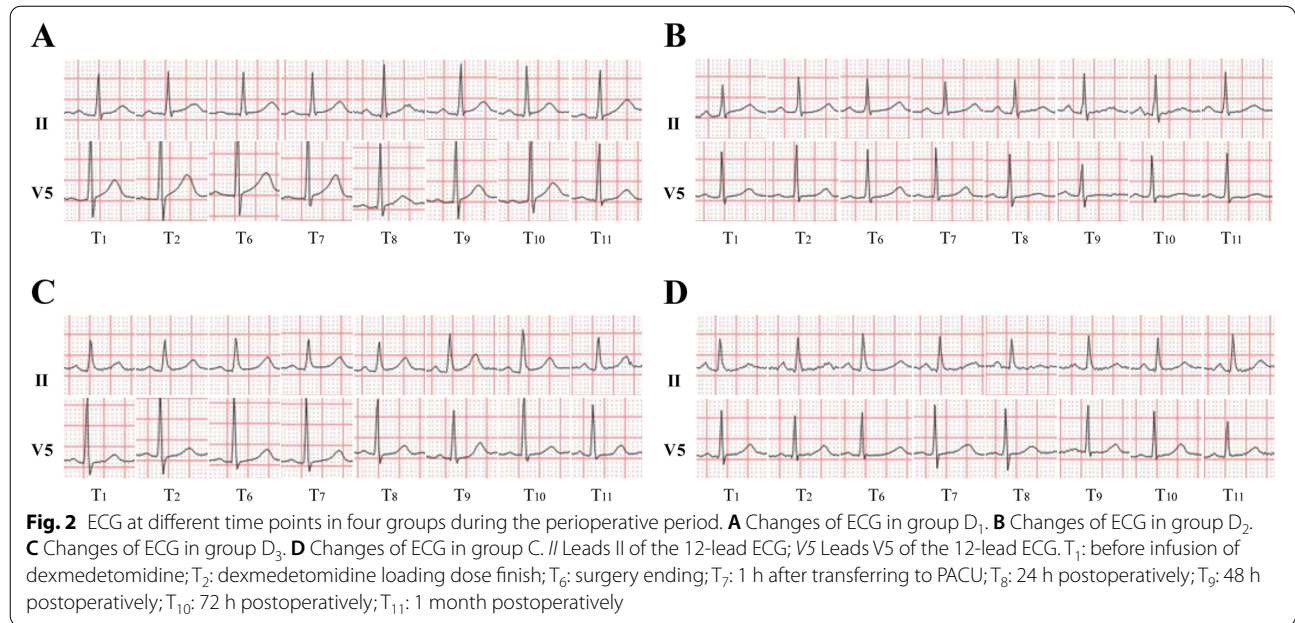 A
B
II
V5
T1 T2 T6 T7 T8 T9 T10 T11
II
V5
T1 T2 T6 T7 T8 T9 T10 T11
C
D
II
V5
T1 T2 T6 T7 T8 T9 T10 T11
II
V5
T1 T2 T6 T7 T8 T9 T10 T11
Fig. 2 ECG at different time points in four groups during the perioperative period. A Changes of ECG in group D1. B Changes of ECG in group D2.
C Changes of ECG in group D3. D Changes of ECG in group C. II Leads II of the 12-lead ECG; V5 Leads V5 of the 12-lead ECG. T1: before infusion of
dexmedetomidine; T2: dexmedetomidine loading dose finish; T6: surgery ending; T7: 1 h after transferring to PACU; T8: 24 h postoperatively; T9: 48 h
postoperatively; T10: 72 h postoperatively; T11: 1 month postoperatively